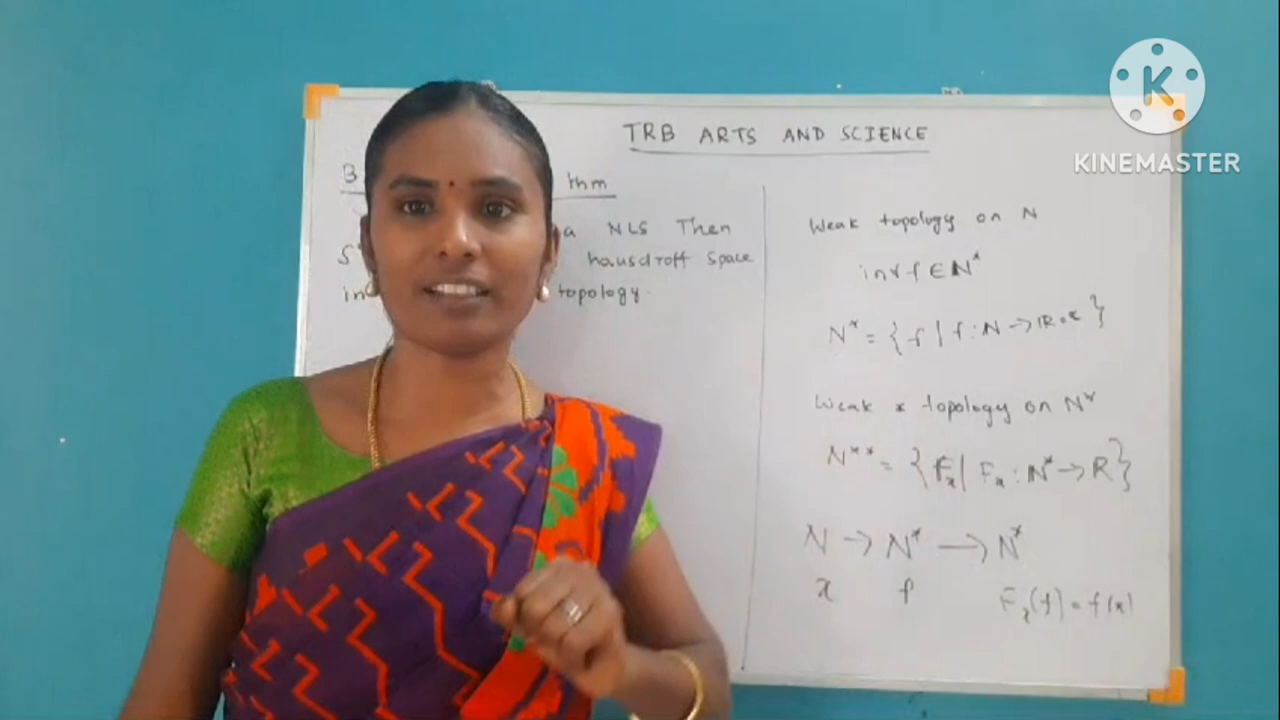 TRB ARTS AND SCIENCE
thm
a NLS Then
S hausdroff Space
in topology.
Weak topology on N
f ∈ N*
N* = { f | f : N → R or C }
Weak * topology on N*
N** = { Fx | Fx : N* → R }
N → N* → N*
x f Fx(f) = f(x)
K
KINEMASTER